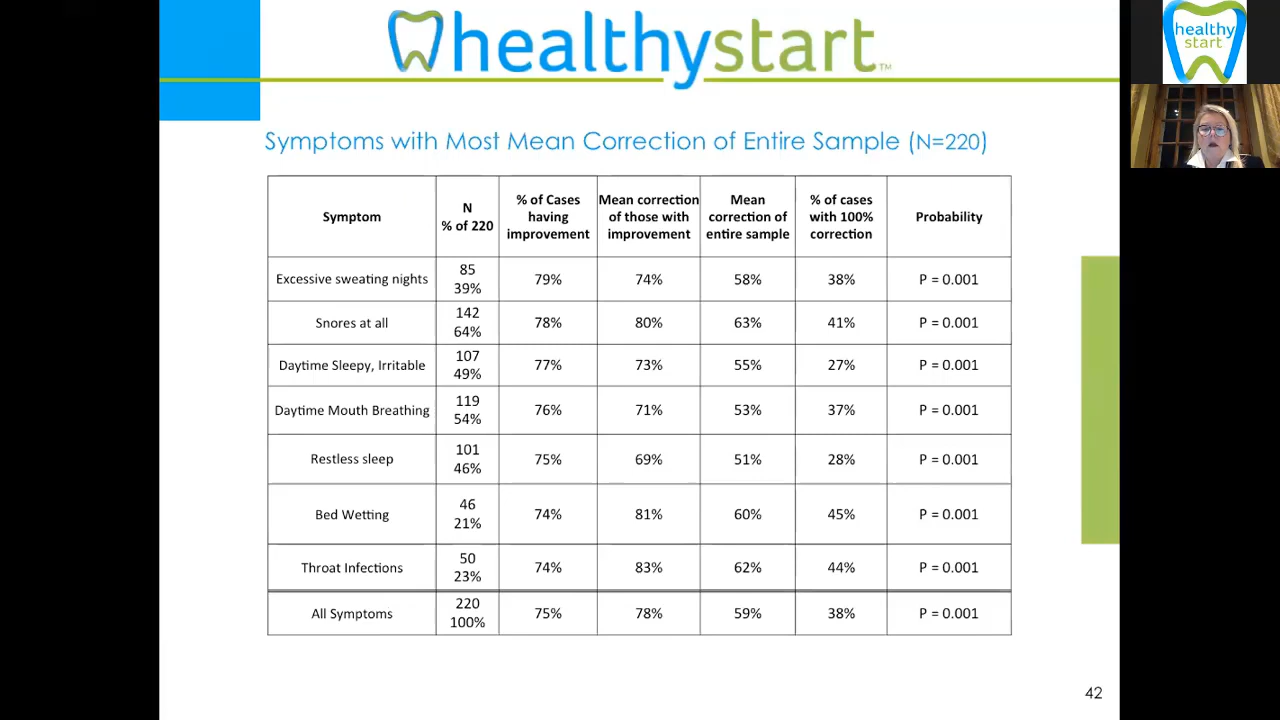 healthystart™
healthy
start
Symptoms with Most Mean Correction of Entire Sample (N=220)
Symptom
N
% of 220
% of Cases
having
improvement
Mean correction
of those with
improvement
Mean
correction of
entire sample
% of cases
with 100%
correction
Probability
Excessive sweating nights
85
39%
79%
74%
58%
38%
P = 0.001
Snores at all
142
64%
78%
80%
63%
41%
P = 0.001
Daytime Sleepy, Irritable
107
49%
77%
73%
55%
27%
P = 0.001
Daytime Mouth Breathing
119
54%
76%
71%
53%
37%
P = 0.001
Restless sleep
101
46%
75%
69%
51%
28%
P = 0.001
Bed Wetting
46
21%
74%
81%
60%
45%
P = 0.001
Throat Infections
50
23%
74%
83%
62%
44%
P = 0.001
All Symptoms
220
100%
75%
78%
59%
38%
P = 0.001
42